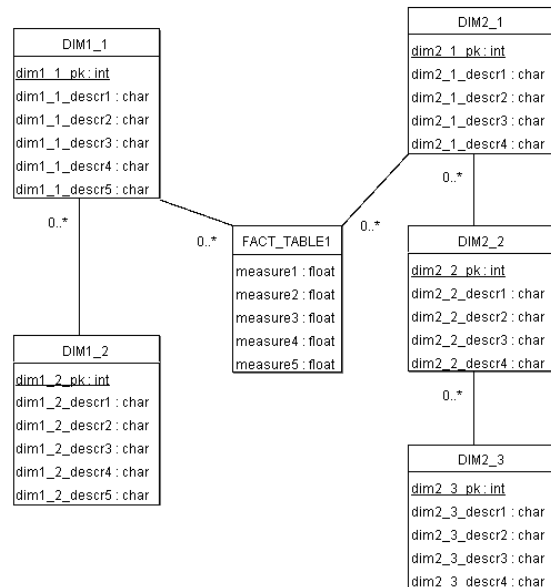 DIM1_1
dim1_1_pk : int
dim1_1_descr1 : char
dim1_1_descr2 : char
dim1_1_descr3 : char
dim1_1_descr4 : char
dim1_1_descr5 : char
0..*
0..*
DIM2_1
dim2_1_pk : int
dim2_1_descr1 : char
dim2_1_descr2 : char
dim2_1_descr3 : char
dim2_1_descr4 : char
0..*
0..*
FACT_TABLE1
measure1 : float
measure2 : float
measure3 : float
measure4 : float
measure5 : float
DIM2_2
dim2_2_pk : int
dim2_2_descr1 : char
dim2_2_descr2 : char
dim2_2_descr3 : char
dim2_2_descr4 : char
0..*
DIM1_2
dim1_2_pk : int
dim1_2_descr1 : char
dim1_2_descr2 : char
dim1_2_descr3 : char
dim1_2_descr4 : char
dim1_2_descr5 : char
DIM2_3
dim2_3_pk : int
dim2_3_descr1 : char
dim2_3_descr2 : char
dim2_3_descr3 : char
dim2_3_descr4 : char